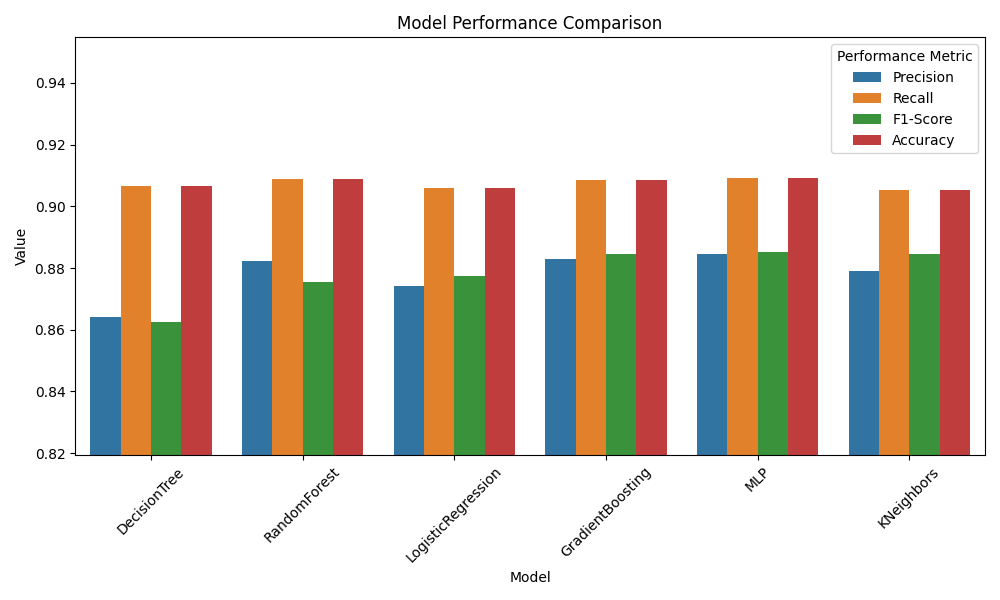 Model Performance Comparison
Performance Metric
Precision
Recall
F1-Score
Accuracy
Value
0.94
0.92
0.90
0.88
0.86
0.84
0.82
DecisionTree
RandomForest
LogisticRegression
GradientBoosting
MLP
KNeighbors
Model